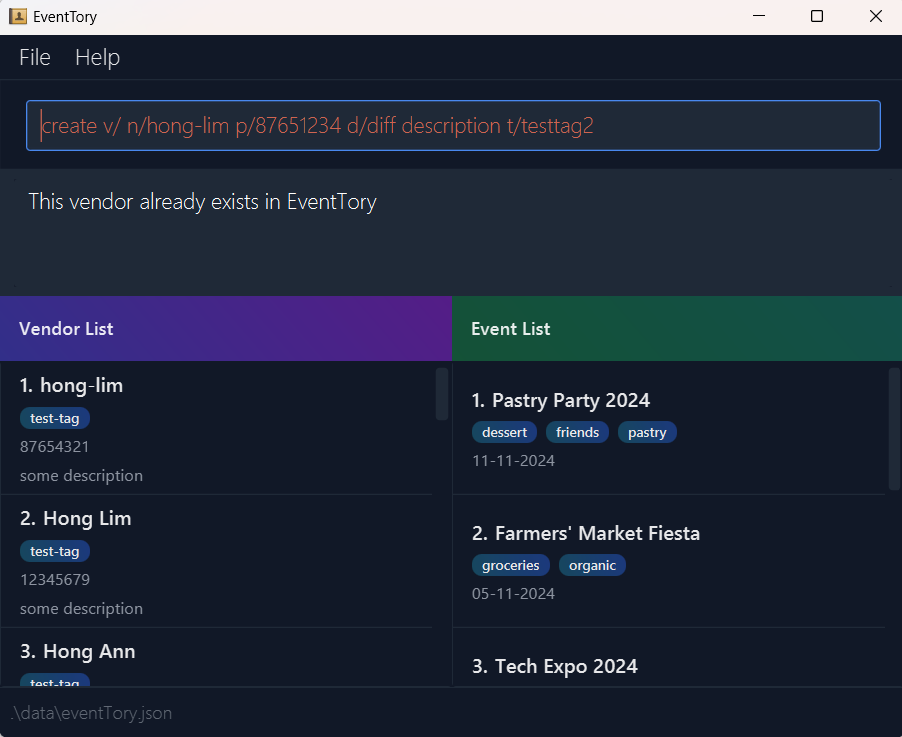 EventTory
File Help
create v/ n/hong-lim p/87651234 d/diff description t/testtag2
This vendor already exists in EventTory
Vendor List
1. hong-lim
test-tag
87654321
some description
2. Hong Lim
test-tag
12345679
some description
3. Hong Ann
test-tag
Event List
1. Pastry Party 2024
dessert friends pastry
11-11-2024
2. Farmers' Market Fiesta
groceries organic
05-11-2024
3. Tech Expo 2024
.\data\eventTory.json